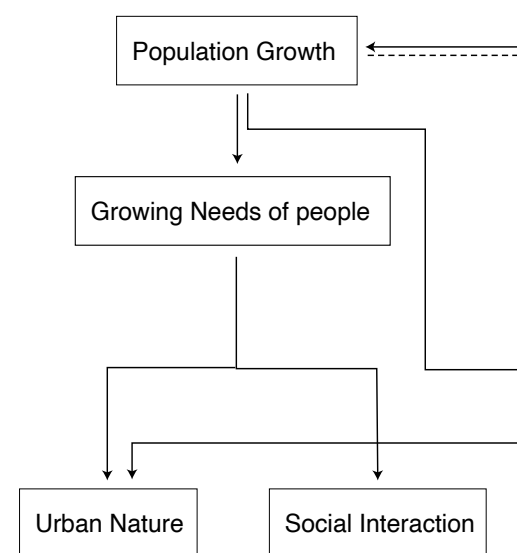 Population Growth
Growing Needs of people
Urban Nature
Social Interaction